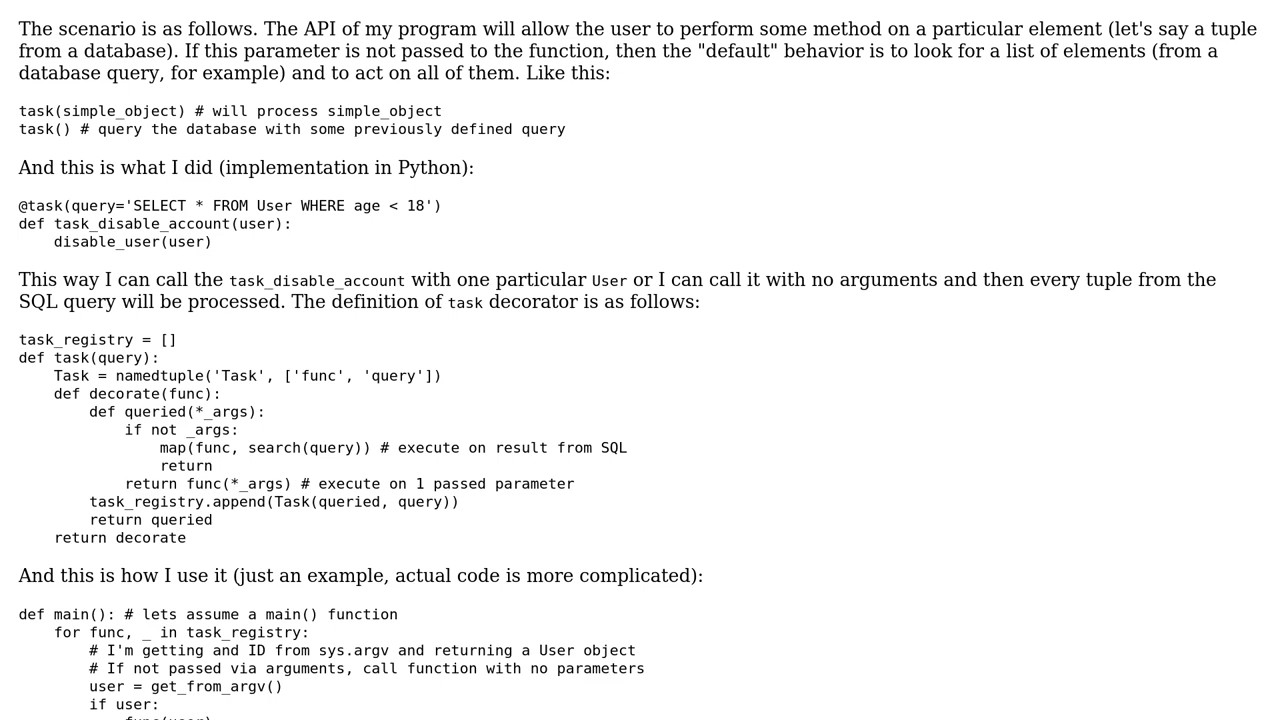 The scenario is as follows. The API of my program will allow the user to perform some method on a particular element (let's say a tuple
from a database). If this parameter is not passed to the function, then the "default" behavior is to look for a list of elements (from a
database query, for example) and to act on all of them. Like this:
task(simple_object) # will process simple_object
task() # query the database with some previously defined query
And this is what I did (implementation in Python):
@task(query='SELECT * FROM User WHERE age < 18')
def task_disable_account(user):
    disable_user(user)
This way I can call the task_disable_account with one particular User or I can call it with no arguments and then every tuple from the
SQL query will be processed. The definition of task decorator is as follows:
task_registry = []
def task(query):
    Task = namedtuple('Task', ['func', 'query'])
    def decorate(func):
        def queried(*_args):
            if not _args:
                map(func, search(query)) # execute on result from SQL
                return
            return func(*_args) # execute on 1 passed parameter
        task_registry.append(Task(queried, query))
        return queried
    return decorate
And this is how I use it (just an example, actual code is more complicated):
def main(): # lets assume a main() function
    for func, _ in task_registry:
        # I'm getting and ID from sys.argv and returning a User object
        # If not passed via arguments, call function with no parameters
        user = get_from_argv()
        if user:
            func(user)